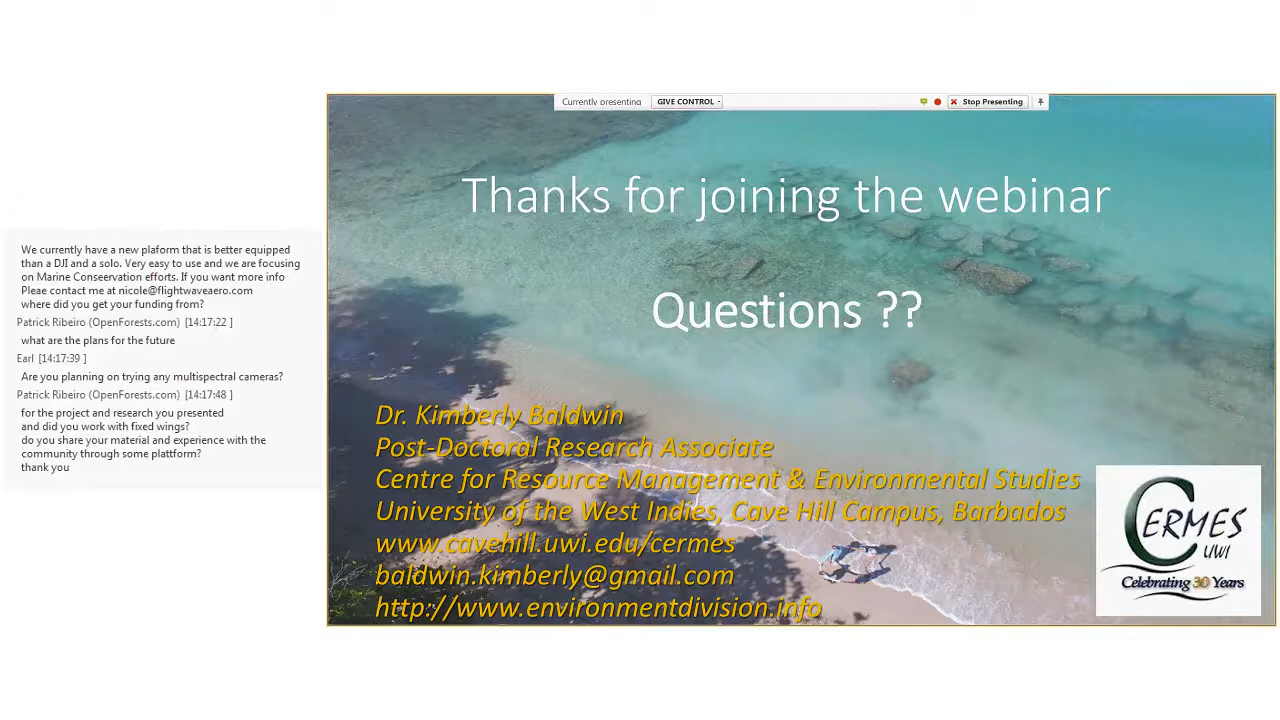 We currently have a new plaform that is better equipped
than a DJI and a solo. Very easy to use and we are focusing
on Marine Conseervation efforts. If you want more info
Pleae contact me at nicole@flightwaveaero.com
where did you get your funding from?
Patrick Ribeiro (OpenForests.com) [14:17:22 ]
what are the plans for the future
Earl [14:17:39 ]
Are you planning on trying any multispectral cameras?
Patrick Ribeiro (OpenForests.com) [14:17:48 ]
for the project and research you presented
and did you work with fixed wings?
do you share your material and experience with the
community through some plattform?
thank you
Currently presenting GIVE CONTROL Stop Presenting
Thanks for joining the webinar
Questions ??
Dr. Kimberly Baldwin
Post-Doctoral Research Associate
Centre for Resource Management & Environmental Studies
University of the West Indies, Cave Hill Campus, Barbados
www.cavehill.uwi.edu/cermes
baldwin.kimberly@gmail.com
http://www.environmentdivision.info
CERMES
UWI
Celebrating 30 Years